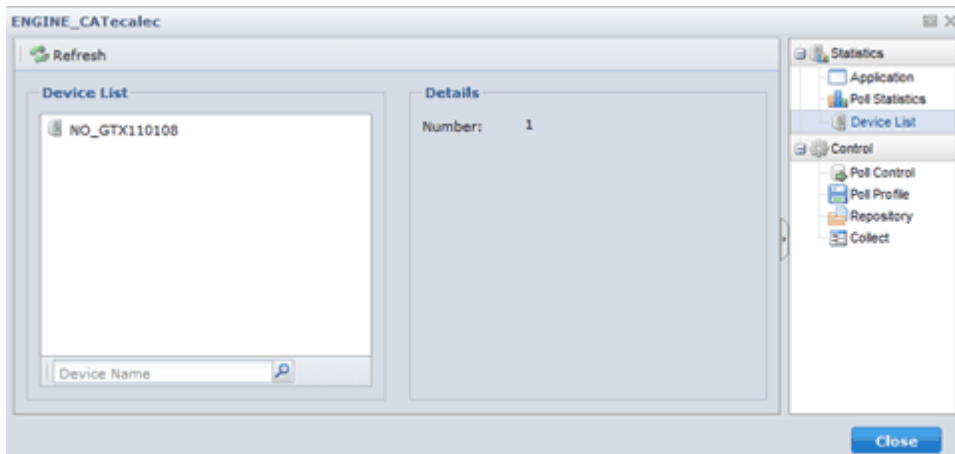 ENGINE_CATecalec
Refresh
Device List
NO_GTX110108
Device Name
Details
Number: 1
Statistics
Application
Poll Statistics
Device List
Control
Poll Control
Poll Profile
Repository
Collect
Close